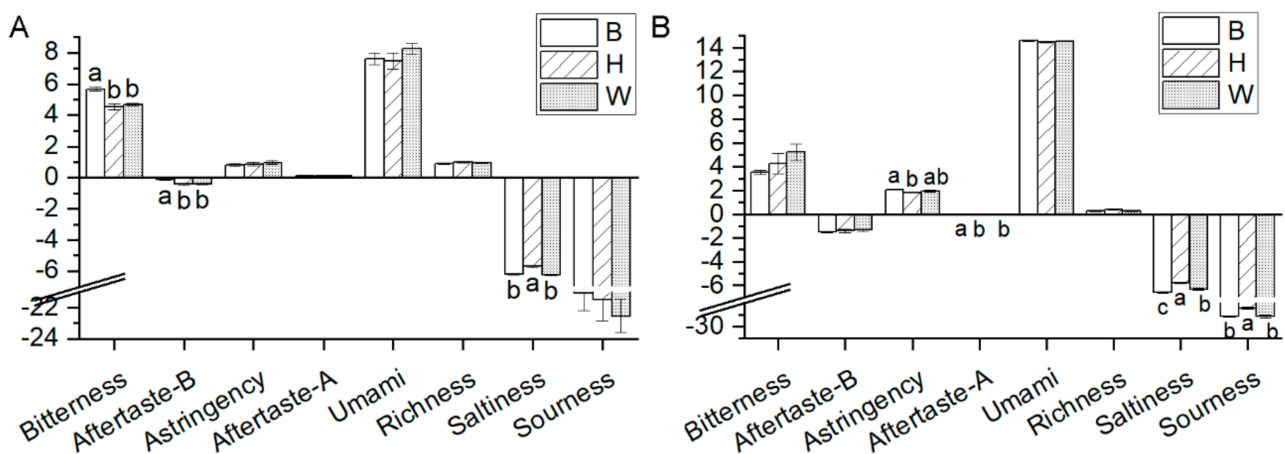 A
B
H
W
8
6
4
2
0
-2
-4
-6
-22
-24
a
b
b
a
b
b
b
a
b
Bitterness
Aftertaste-B
Astringency
Aftertaste-A
Umami
Richness
Saltiness
Sourness
B
B
H
W
14
12
10
8
6
4
2
0
-2
-4
-6
-30
a
b
ab
a
b
b
c
a
b
b
a
b
Bitterness
Aftertaste-B
Astringency
Aftertaste-A
Umami
Richness
Saltiness
Sourness